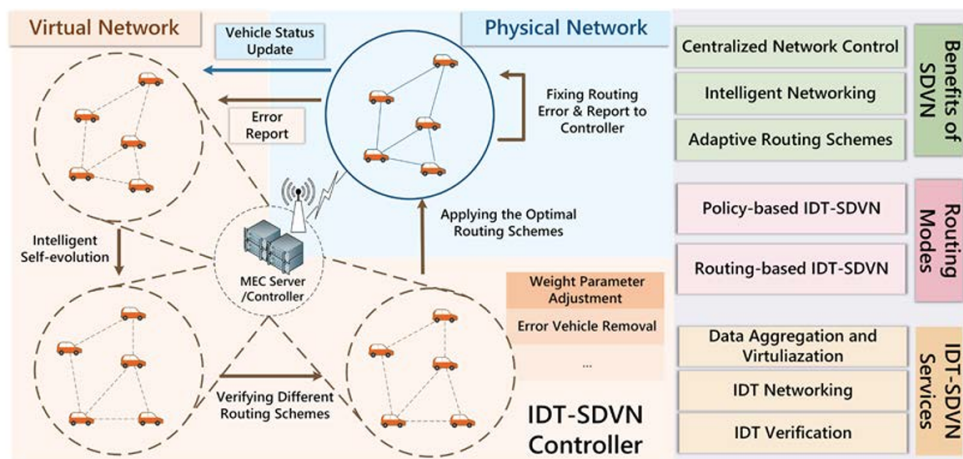 Virtual Network
Vehicle Status
Update
Physical Network
Error
Report
Fixing Routing
Error & Report to
Controller
Intelligent
Self-evolution
MEC Server
/Controller
Applying the Optimal
Routing Schemes
Weight Parameter
Adjustment
Error Vehicle Removal
...
Verifying Different
Routing Schemes
IDT-SDVN
Controller
Centralized Network Control
Intelligent Networking
Adaptive Routing Schemes
Benefits of
SDVN
Policy-based IDT-SDVN
Routing-based IDT-SDVN
Routing
Modes
Data Aggregation and
Virtuliazation
IDT Networking
IDT Verification
IDT-SDVN
Services